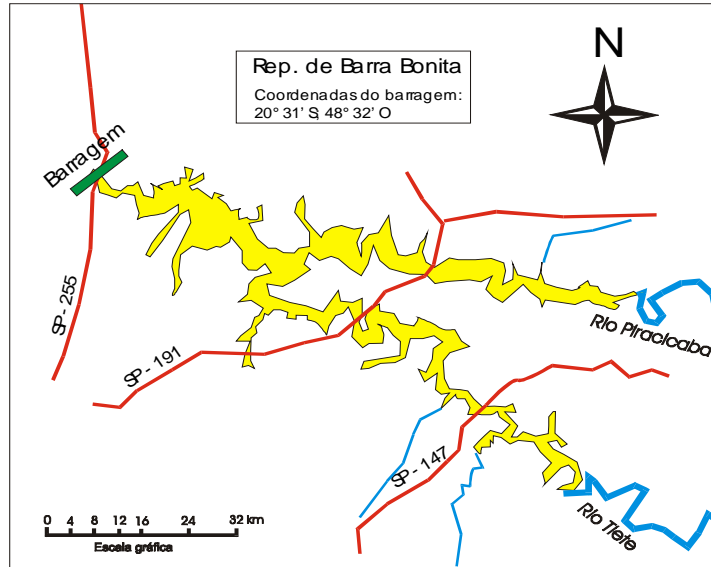 Rep. de Barra Bonita
Coordenadas do barragem:
20° 31' S; 48° 32' O
N
Barragem
SP - 255
SP - 191
SP - 147
Rio Piracicaba
Rio Tiete
0 4 8 12 16 24 32 km
Escala gráfica